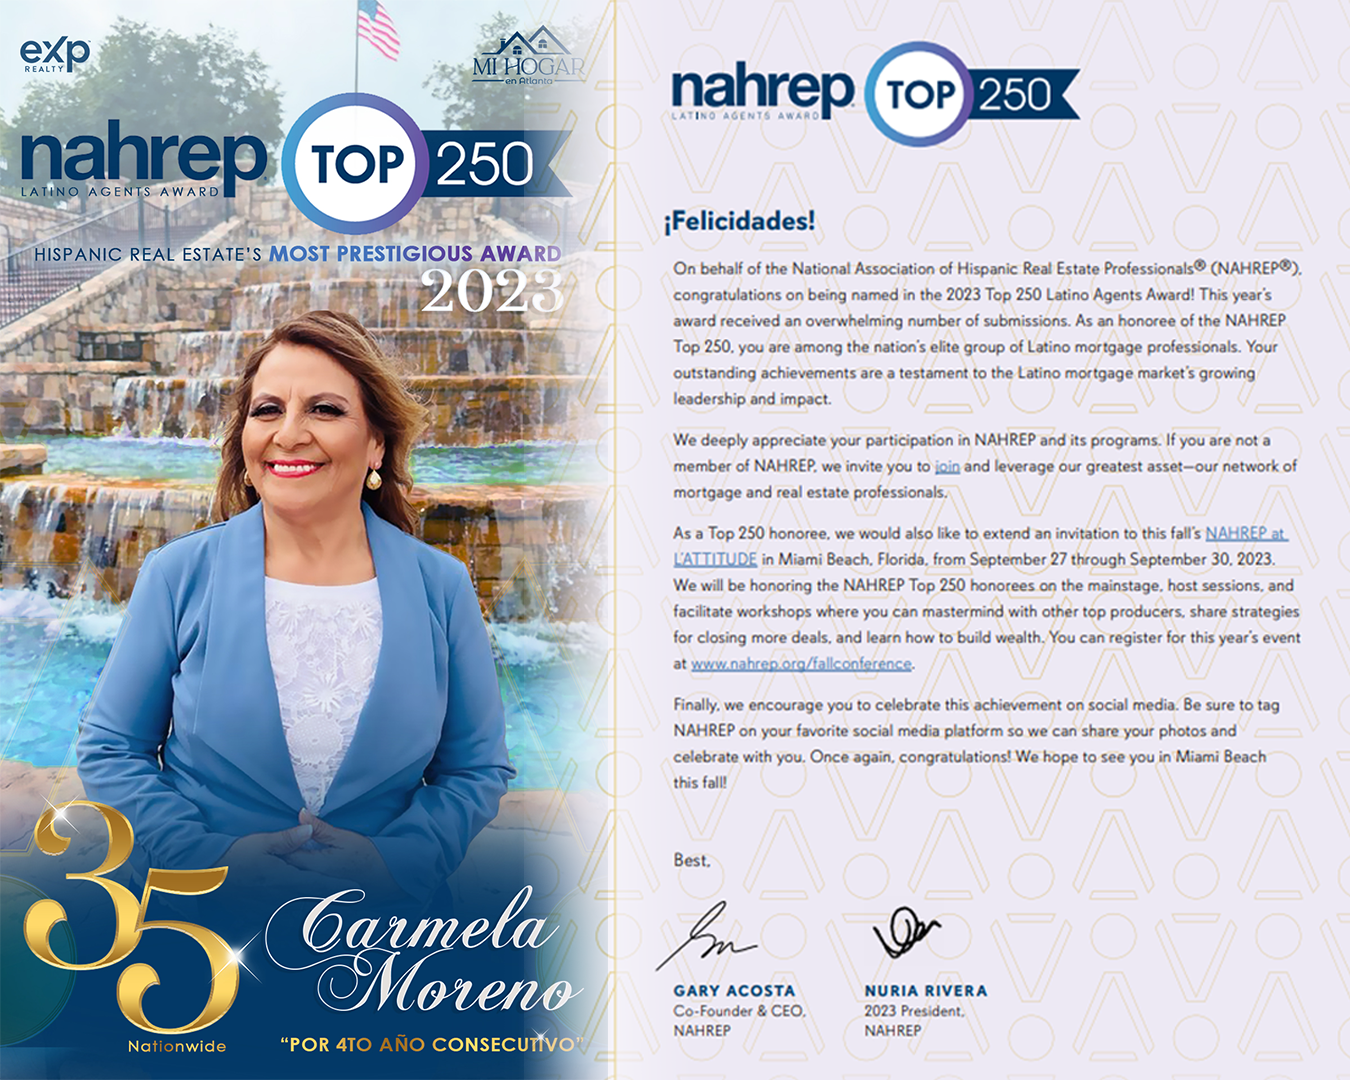 exp
REALTY
MI HOGAR
en Atlanta
nahrep
LATINO AGENTS AWARD
TOP
250
HISPANIC REAL ESTATE'S MOST PRESTIGIOUS AWARD
2023
35
Nationwide
Carmela
Moreno
“POR 4TO AÑO CONSECUTIVO”
nahrep
LATINO AGENTS AWARD
TOP
250
¡Felicidades!
On behalf of the National Association of Hispanic Real Estate Professionals® (NAHREP®),
congratulations on being named in the 2023 Top 250 Latino Agents Award! This year's
award received an overwhelming number of submissions. As an honoree of the NAHREP
Top 250, you are among the nation's elite group of Latino mortgage professionals. Your
outstanding achievements are a testament to the Latino mortgage market's growing
leadership and impact.
We deeply appreciate your participation in NAHREP and its programs. If you are not a
member of NAHREP, we invite you to join and leverage our greatest asset—our network of
mortgage and real estate professionals.
As a Top 250 honoree, we would also like to extend an invitation to this fall's NAHREP at
L'ATTITUDE in Miami Beach, Florida, from September 27 through September 30, 2023.
We will be honoring the NAHREP Top 250 honorees on the mainstage, host sessions, and
facilitate workshops where you can mastermind with other top producers, share strategies
for closing more deals, and learn how to build wealth. You can register for this year's event
at www.nahrep.org/fallconference.
Finally, we encourage you to celebrate this achievement on social media. Be sure to tag
NAHREP on your favorite social media platform so we can share your photos and
celebrate with you. Once again, congratulations! We hope to see you in Miami Beach
this fall!
Best,
GARY ACOSTA
Co-Founder & CEO,
NAHREP
NURIA RIVERA
2023 President,
NAHREP